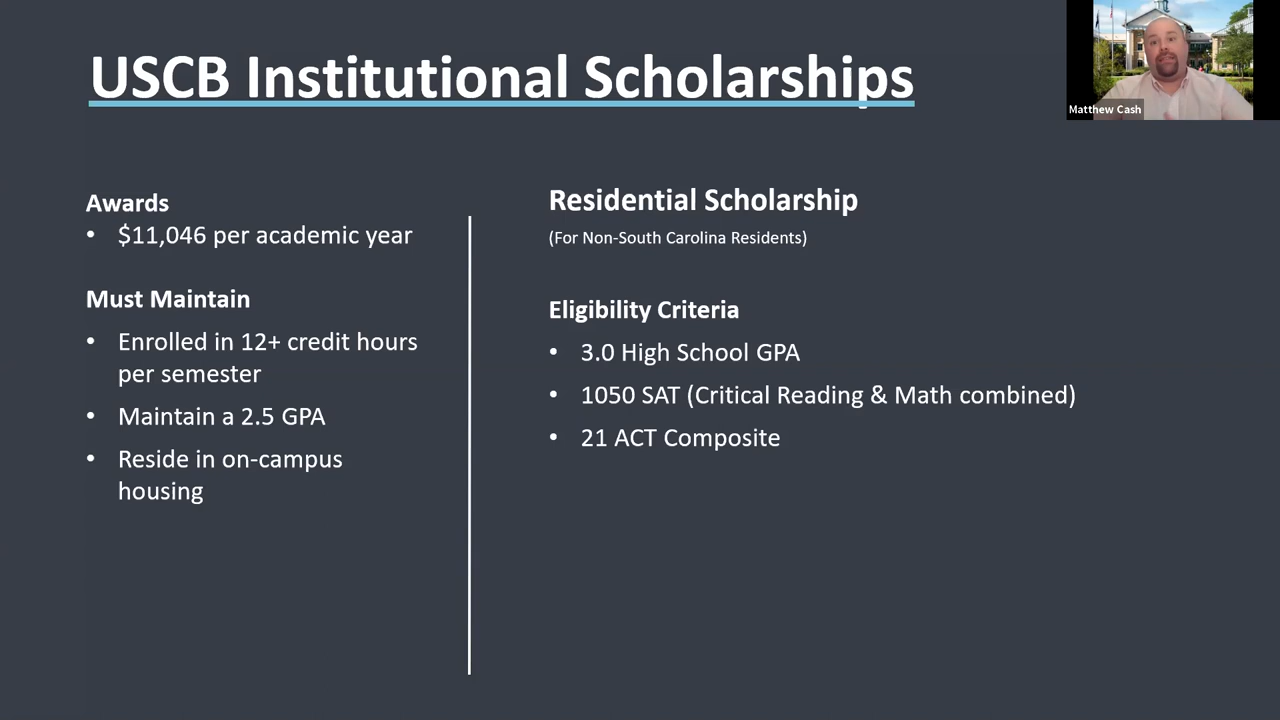 USCB Institutional Scholarships
Matthew Cash
Awards
• $11,046 per academic year
Must Maintain
• Enrolled in 12+ credit hours
per semester
• Maintain a 2.5 GPA
• Reside in on-campus
housing
Residential Scholarship
(For Non-South Carolina Residents)
Eligibility Criteria
• 3.0 High School GPA
• 1050 SAT (Critical Reading & Math combined)
• 21 ACT Composite